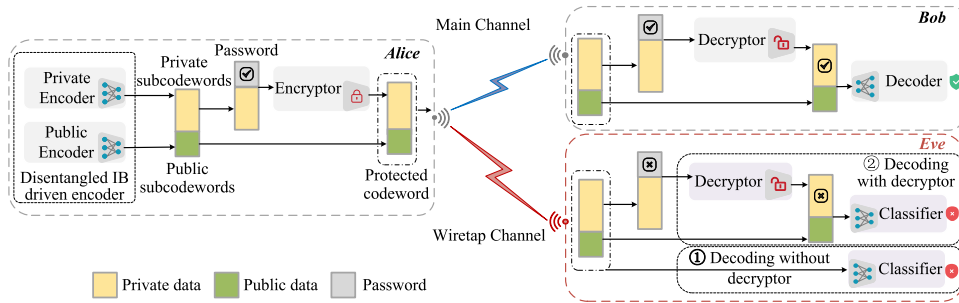 Alice
Private
Encoder
Public
Encoder
Disentangled IB
driven encoder
Private
subcodewords
Public
subcodewords
Password
Encryptor
Protected
codeword
Main Channel
Wiretap Channel
Bob
Decryptor
Decoder
Eve
Decryptor
② Decoding
with decryptor
Classifier
① Decoding without
decryptor
Classifier
Private data
Public data
Password